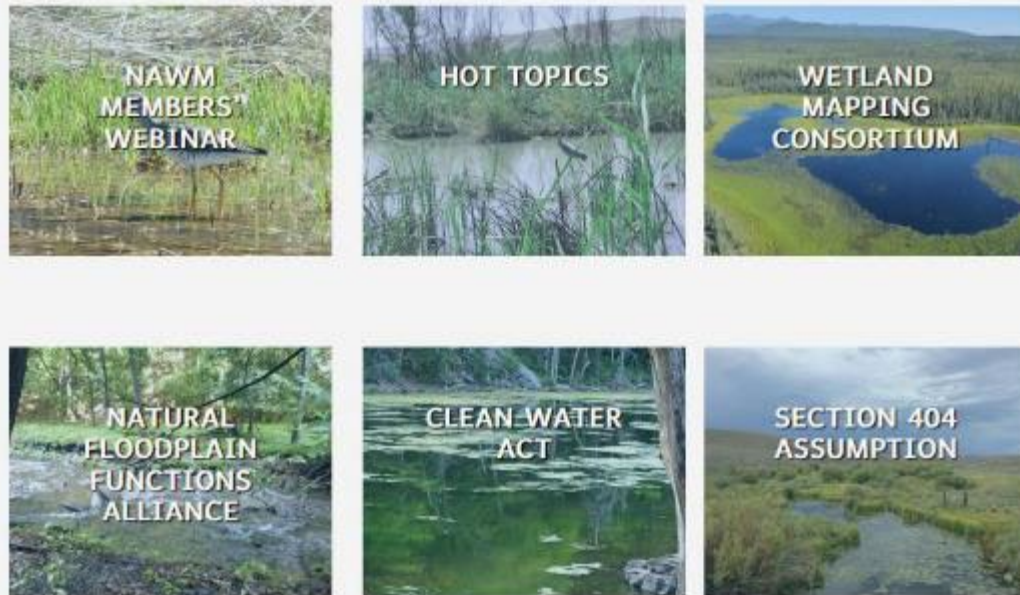 NAWM
MEMBERS"
WEBINAR
HOT TOPICS
WETLAND
MAPPING
CONSORTIUM
NATURAL
FLOODPLAIN
FUNCTIONS
ALLIANCE
CLEAN WATER
ACT
SECTION 404
ASSUMPTION